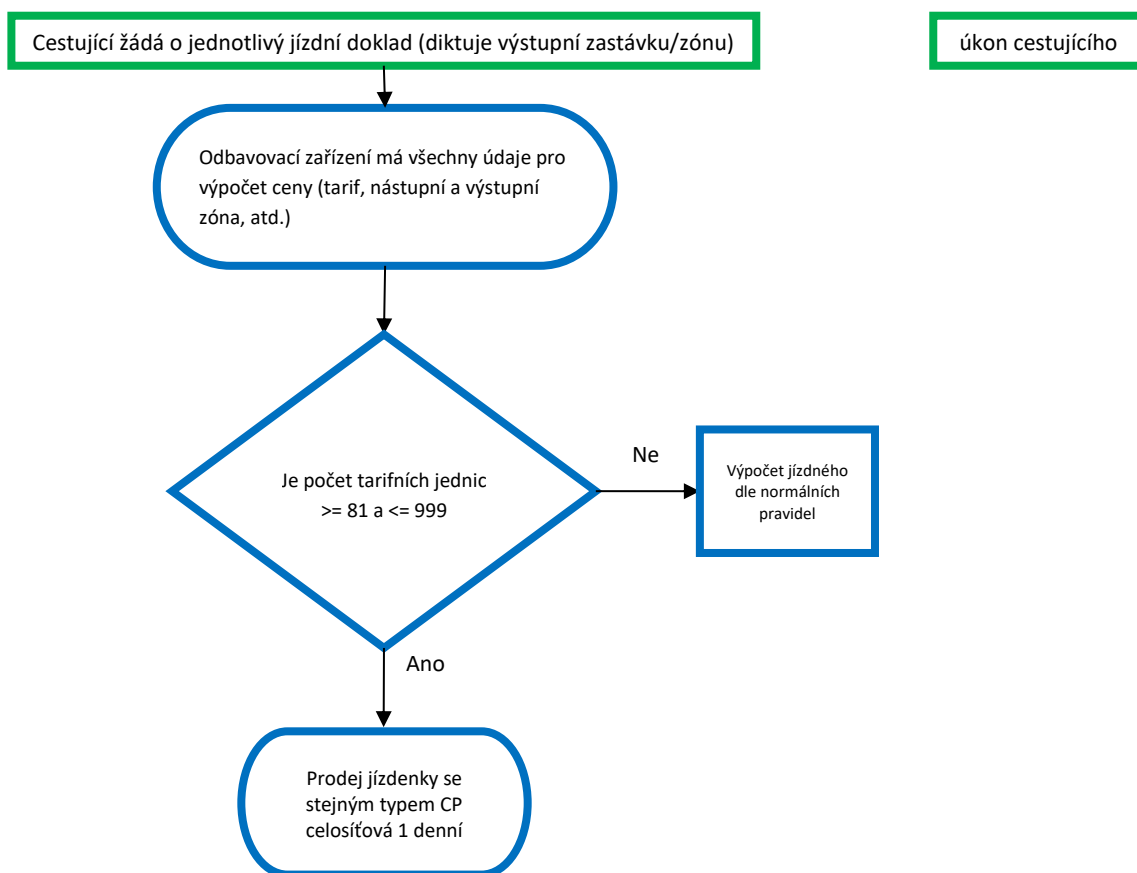 Cestující žádá o jednotlivý jízdní doklad (diktuje výstupní zastávku/zónu)
úkon cestujícího
Odbavovací zařízení má všechny údaje pro
výpočet ceny (tarif, nástupní a výstupní
zóna, atd.)
Je počet tarifních jednic
>= 81 a <= 999
Ne
Výpočet jízdného
dle normálních
pravidel
Ano
Prodej jízdenky se
stejným typem CP
celosíťová 1 denní